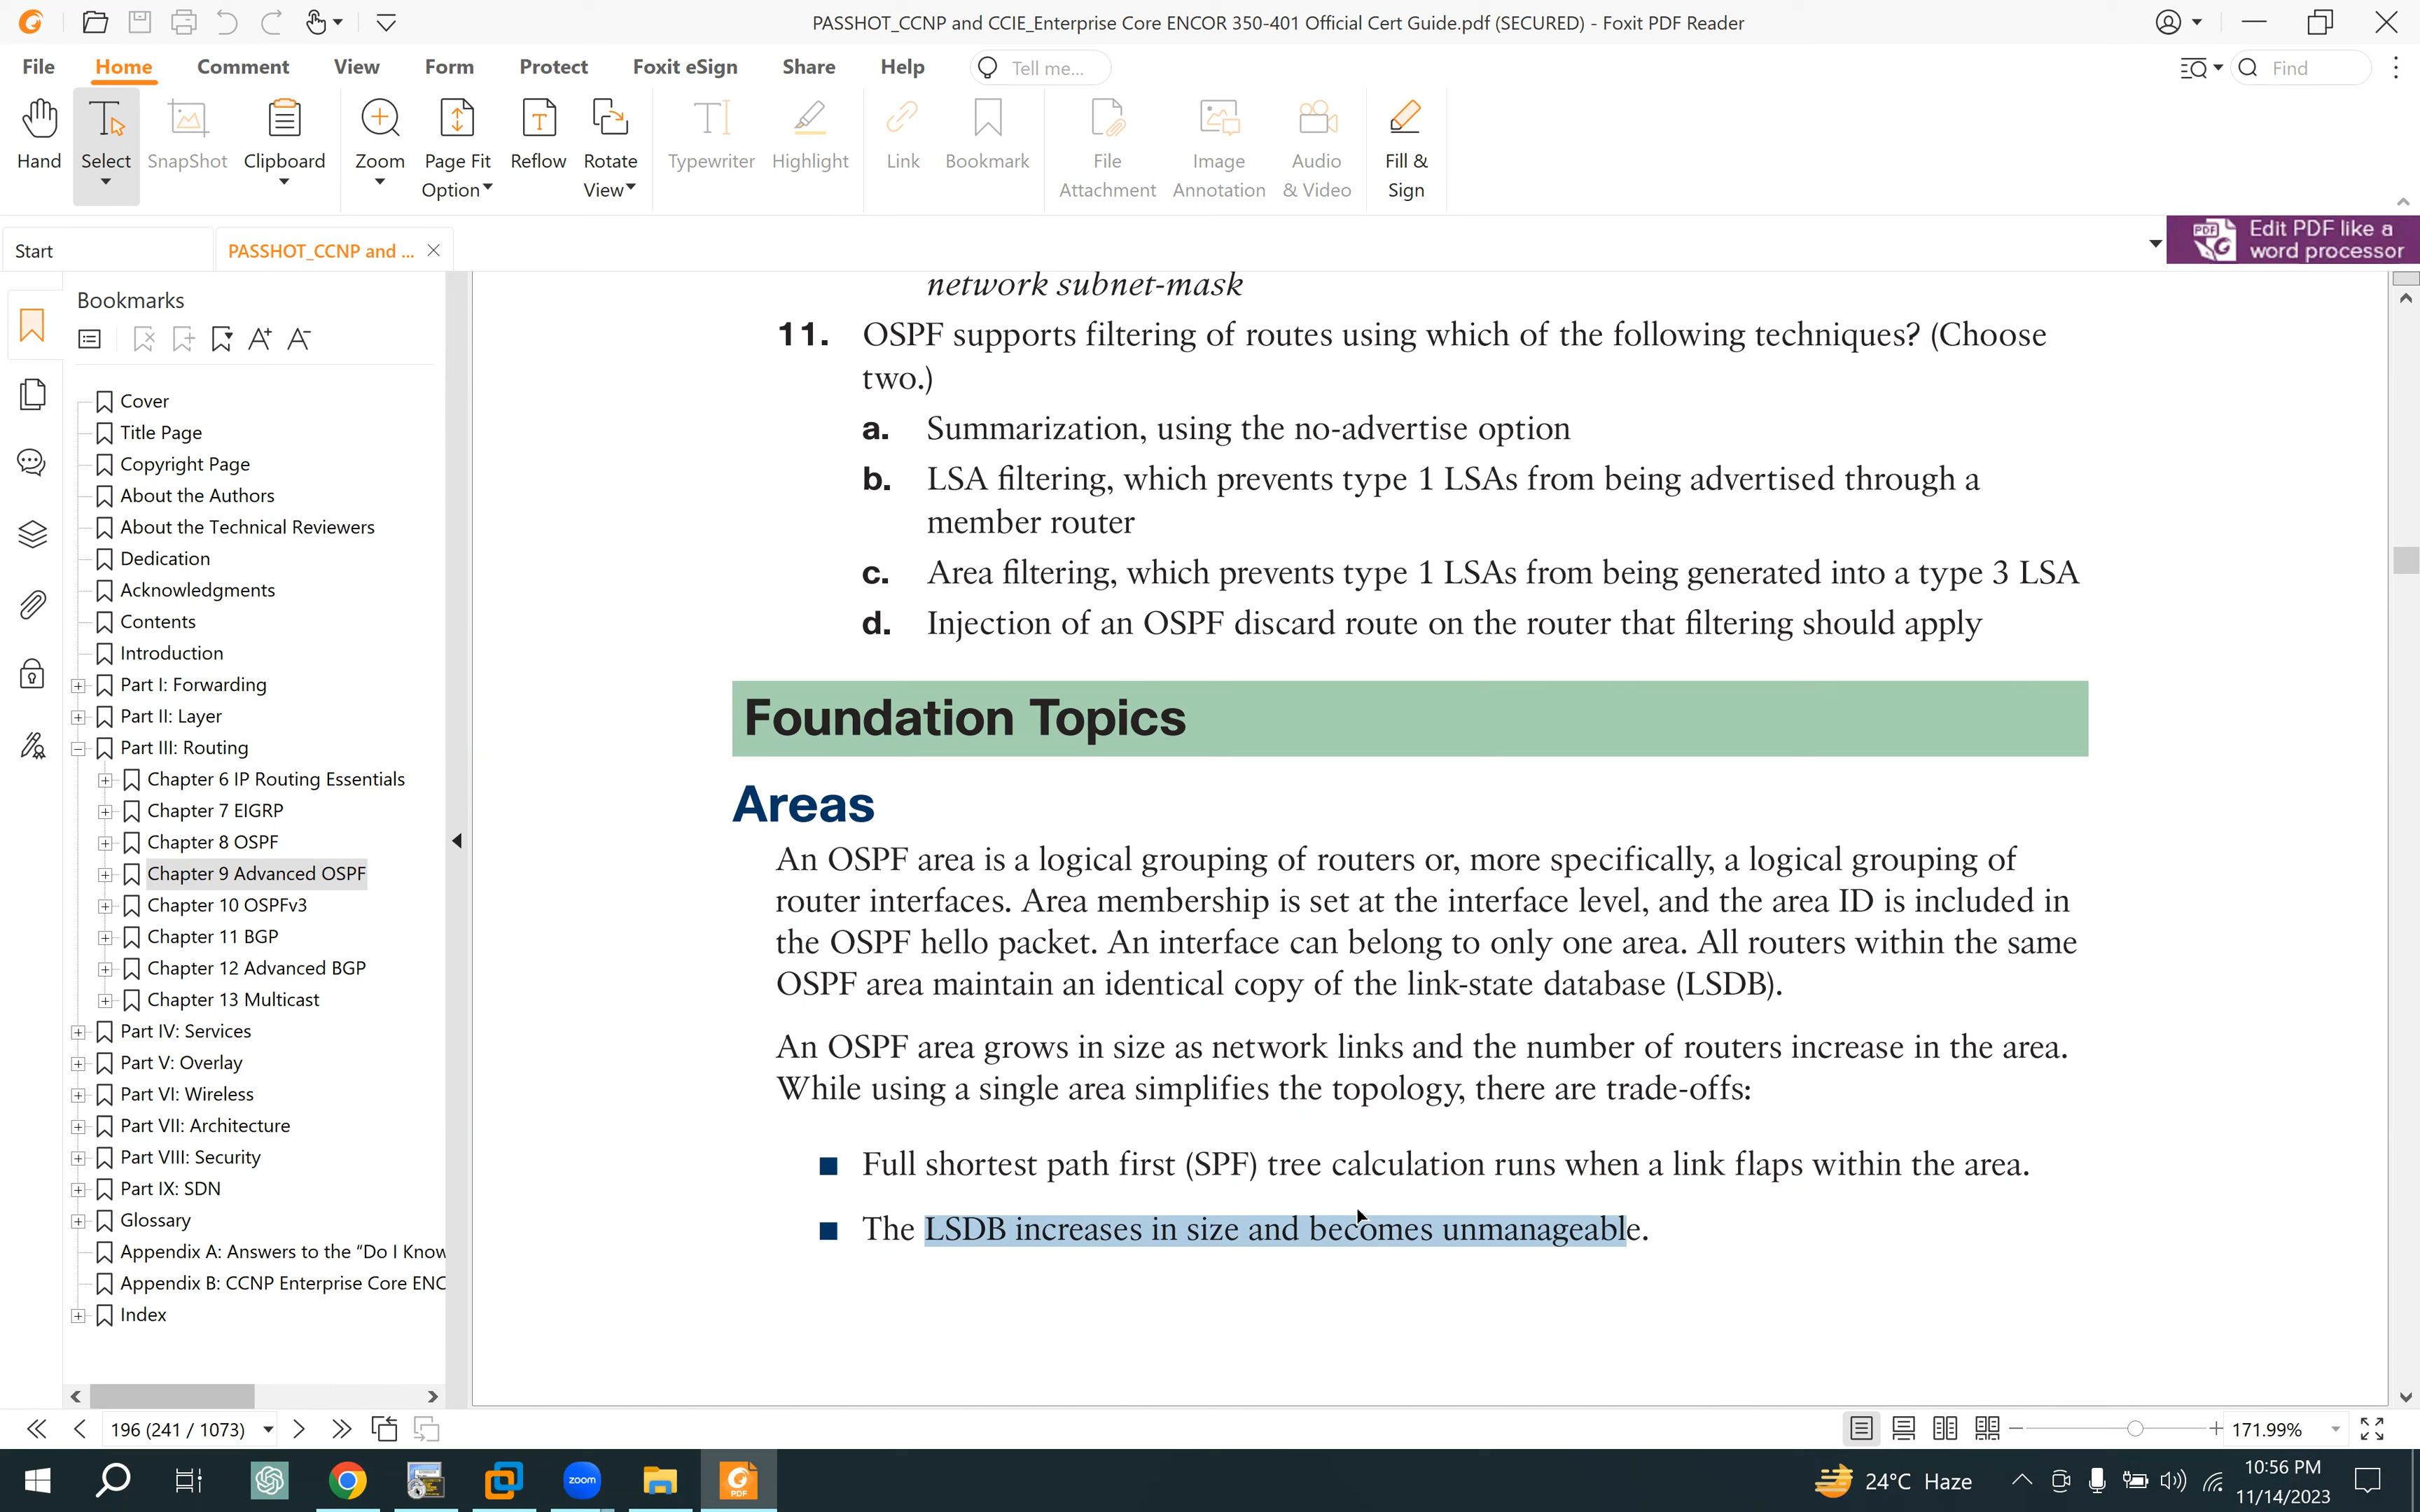 PASSHOT_CCNP and CCIE_Enterprise Core ENCOR 350-401 Official Cert Guide.pdf (SECURED) - Foxit PDF Reader
File Home Comment View Form Protect Foxit eSign Share Help Tell me... Find
Hand Select SnapShot Clipboard Zoom Page Fit Option Reflow Rotate View Typewriter Highlight Link Bookmark File Attachment Image Annotation Audio & Video Fill & Sign
Start PASSHOT_CCNP and ...
Edit PDF like a
word processor
Bookmarks
Cover
Title Page
Copyright Page
About the Authors
About the Technical Reviewers
Dedication
Acknowledgments
Contents
Introduction
Part I: Forwarding
Part II: Layer
Part III: Routing
Chapter 6 IP Routing Essentials
Chapter 7 EIGRP
Chapter 8 OSPF
Chapter 9 Advanced OSPF
Chapter 10 OSPFv3
Chapter 11 BGP
Chapter 12 Advanced BGP
Chapter 13 Multicast
Part IV: Services
Part V: Overlay
Part VI: Wireless
Part VII: Architecture
Part VIII: Security
Part IX: SDN
Glossary
Appendix A: Answers to the “Do I Know
Appendix B: CCNP Enterprise Core ENC
Index
network subnet-mask
11. OSPF supports filtering of routes using which of the following techniques? (Choose
two.)
a. Summarization, using the no-advertise option
b. LSA filtering, which prevents type 1 LSAs from being advertised through a
member router
c. Area filtering, which prevents type 1 LSAs from being generated into a type 3 LSA
d. Injection of an OSPF discard route on the router that filtering should apply
Foundation Topics
Areas
An OSPF area is a logical grouping of routers or, more specifically, a logical grouping of
router interfaces. Area membership is set at the interface level, and the area ID is included in
the OSPF hello packet. An interface can belong to only one area. All routers within the same
OSPF area maintain an identical copy of the link-state database (LSDB).
An OSPF area grows in size as network links and the number of routers increase in the area.
While using a single area simplifies the topology, there are trade-offs:
■ Full shortest path first (SPF) tree calculation runs when a link flaps within the area.
■ The LSDB increases in size and becomes unmanageable.
196 (241 / 1073) 171.99%
zoom
PDF
24°C Haze
10:56 PM
11/14/2023